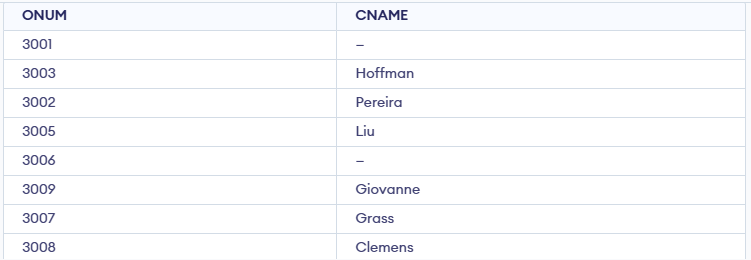 ONUM CNAME
3001 –
3003 Hoffman
3002 Pereira
3005 Liu
3006 –
3009 Giovanne
3007 Grass
3008 Clemens